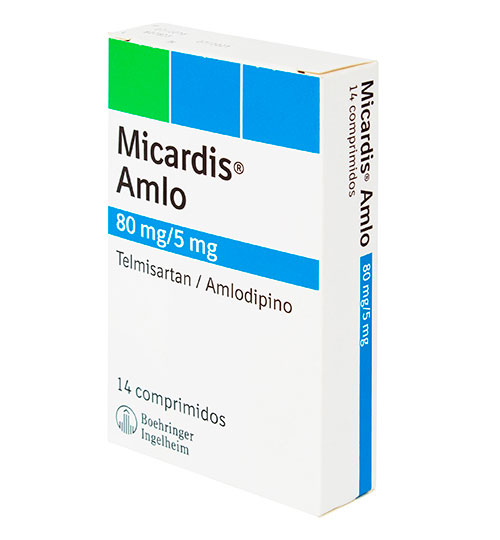 Micardis®
Amlo
80 mg/5 mg
Telmisartan / Amlodipino
14 comprimidos
Boehringer
Ingelheim
Micardis® Amlo
80 mg/5 mg
14 comprimidos